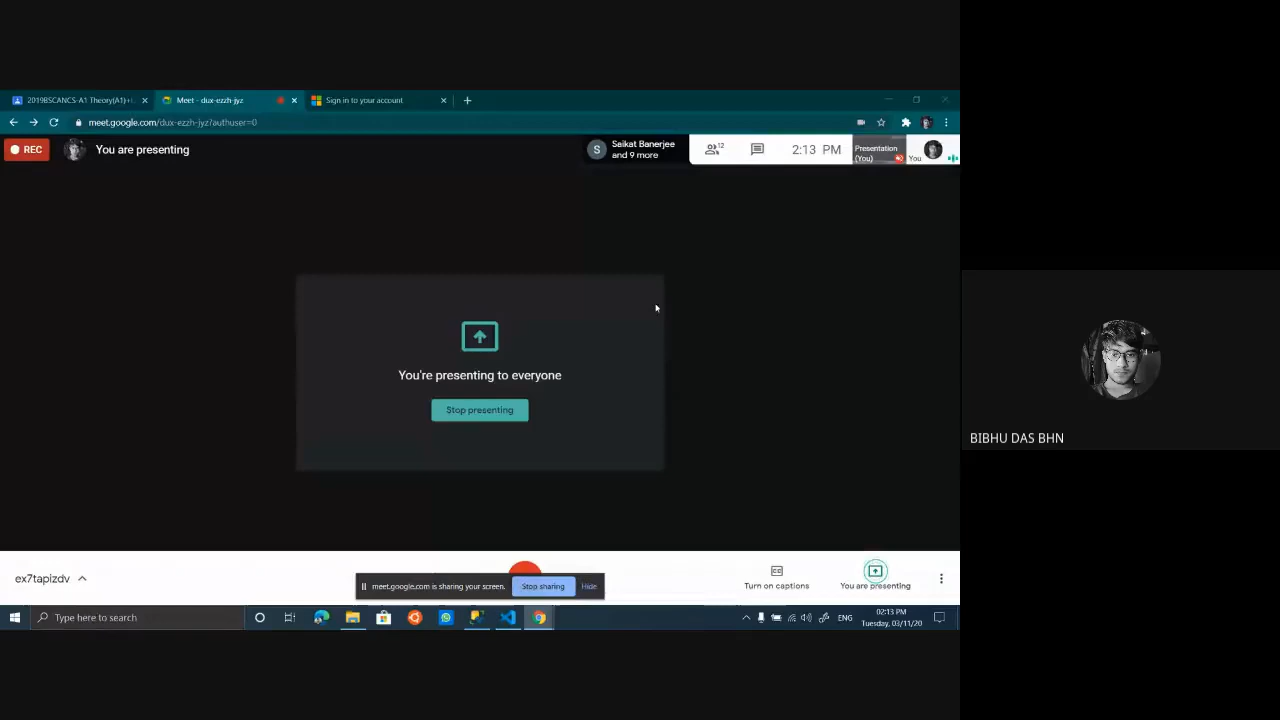 2019BSCANCS-A1 Theory(A1)+
Meet - dux-ezzh-jyz
Sign in to your account
meet.google.com/dux-ezzh-jyz?authuser=0
REC
You are presenting
S
Saikat Banerjee
and 9 more
12
2:13 PM
Presentation
(You)
You
You're presenting to everyone
Stop presenting
BIBHU DAS BHN
ex7tapizdv
meet.google.com is sharing your screen.
Stop sharing
Hide
Turn on captions
You are presenting
Type here to search
ENG
02:13 PM
Tuesday, 03/11/20